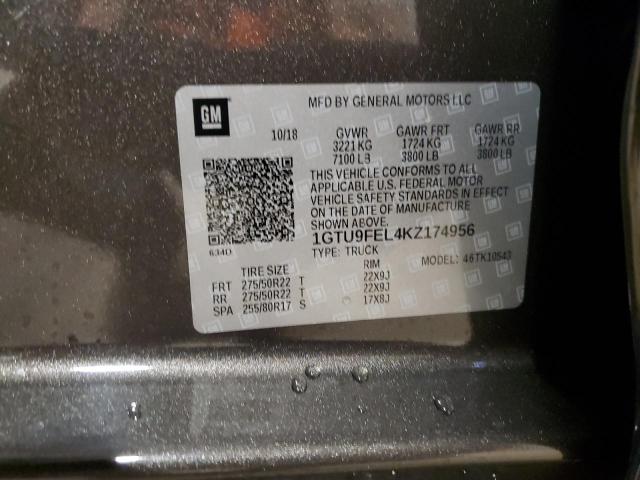 GM
MFD BY GENERAL MOTORS LLC
10/18 GVWR GAWR FRT GAWR RR
3221 KG 1724 KG 1724 KG
7100 LB 3800 LB 3800 LB
THIS VEHICLE CONFORMS TO ALL
APPLICABLE U.S. FEDERAL MOTOR
VEHICLE SAFETY STANDARDS IN EFFECT
ON THE DATE OF MANUFACTURE
SHOWN ABOVE.
1GTU9FEL4KZ174956
634D
TYPE: TRUCK MODEL: 46TK10543
TIRE SIZE RIM
FRT 275/50R22 T 22X9J
RR 275/50R22 T 22X9J
SPA 255/80R17 S 17X8J